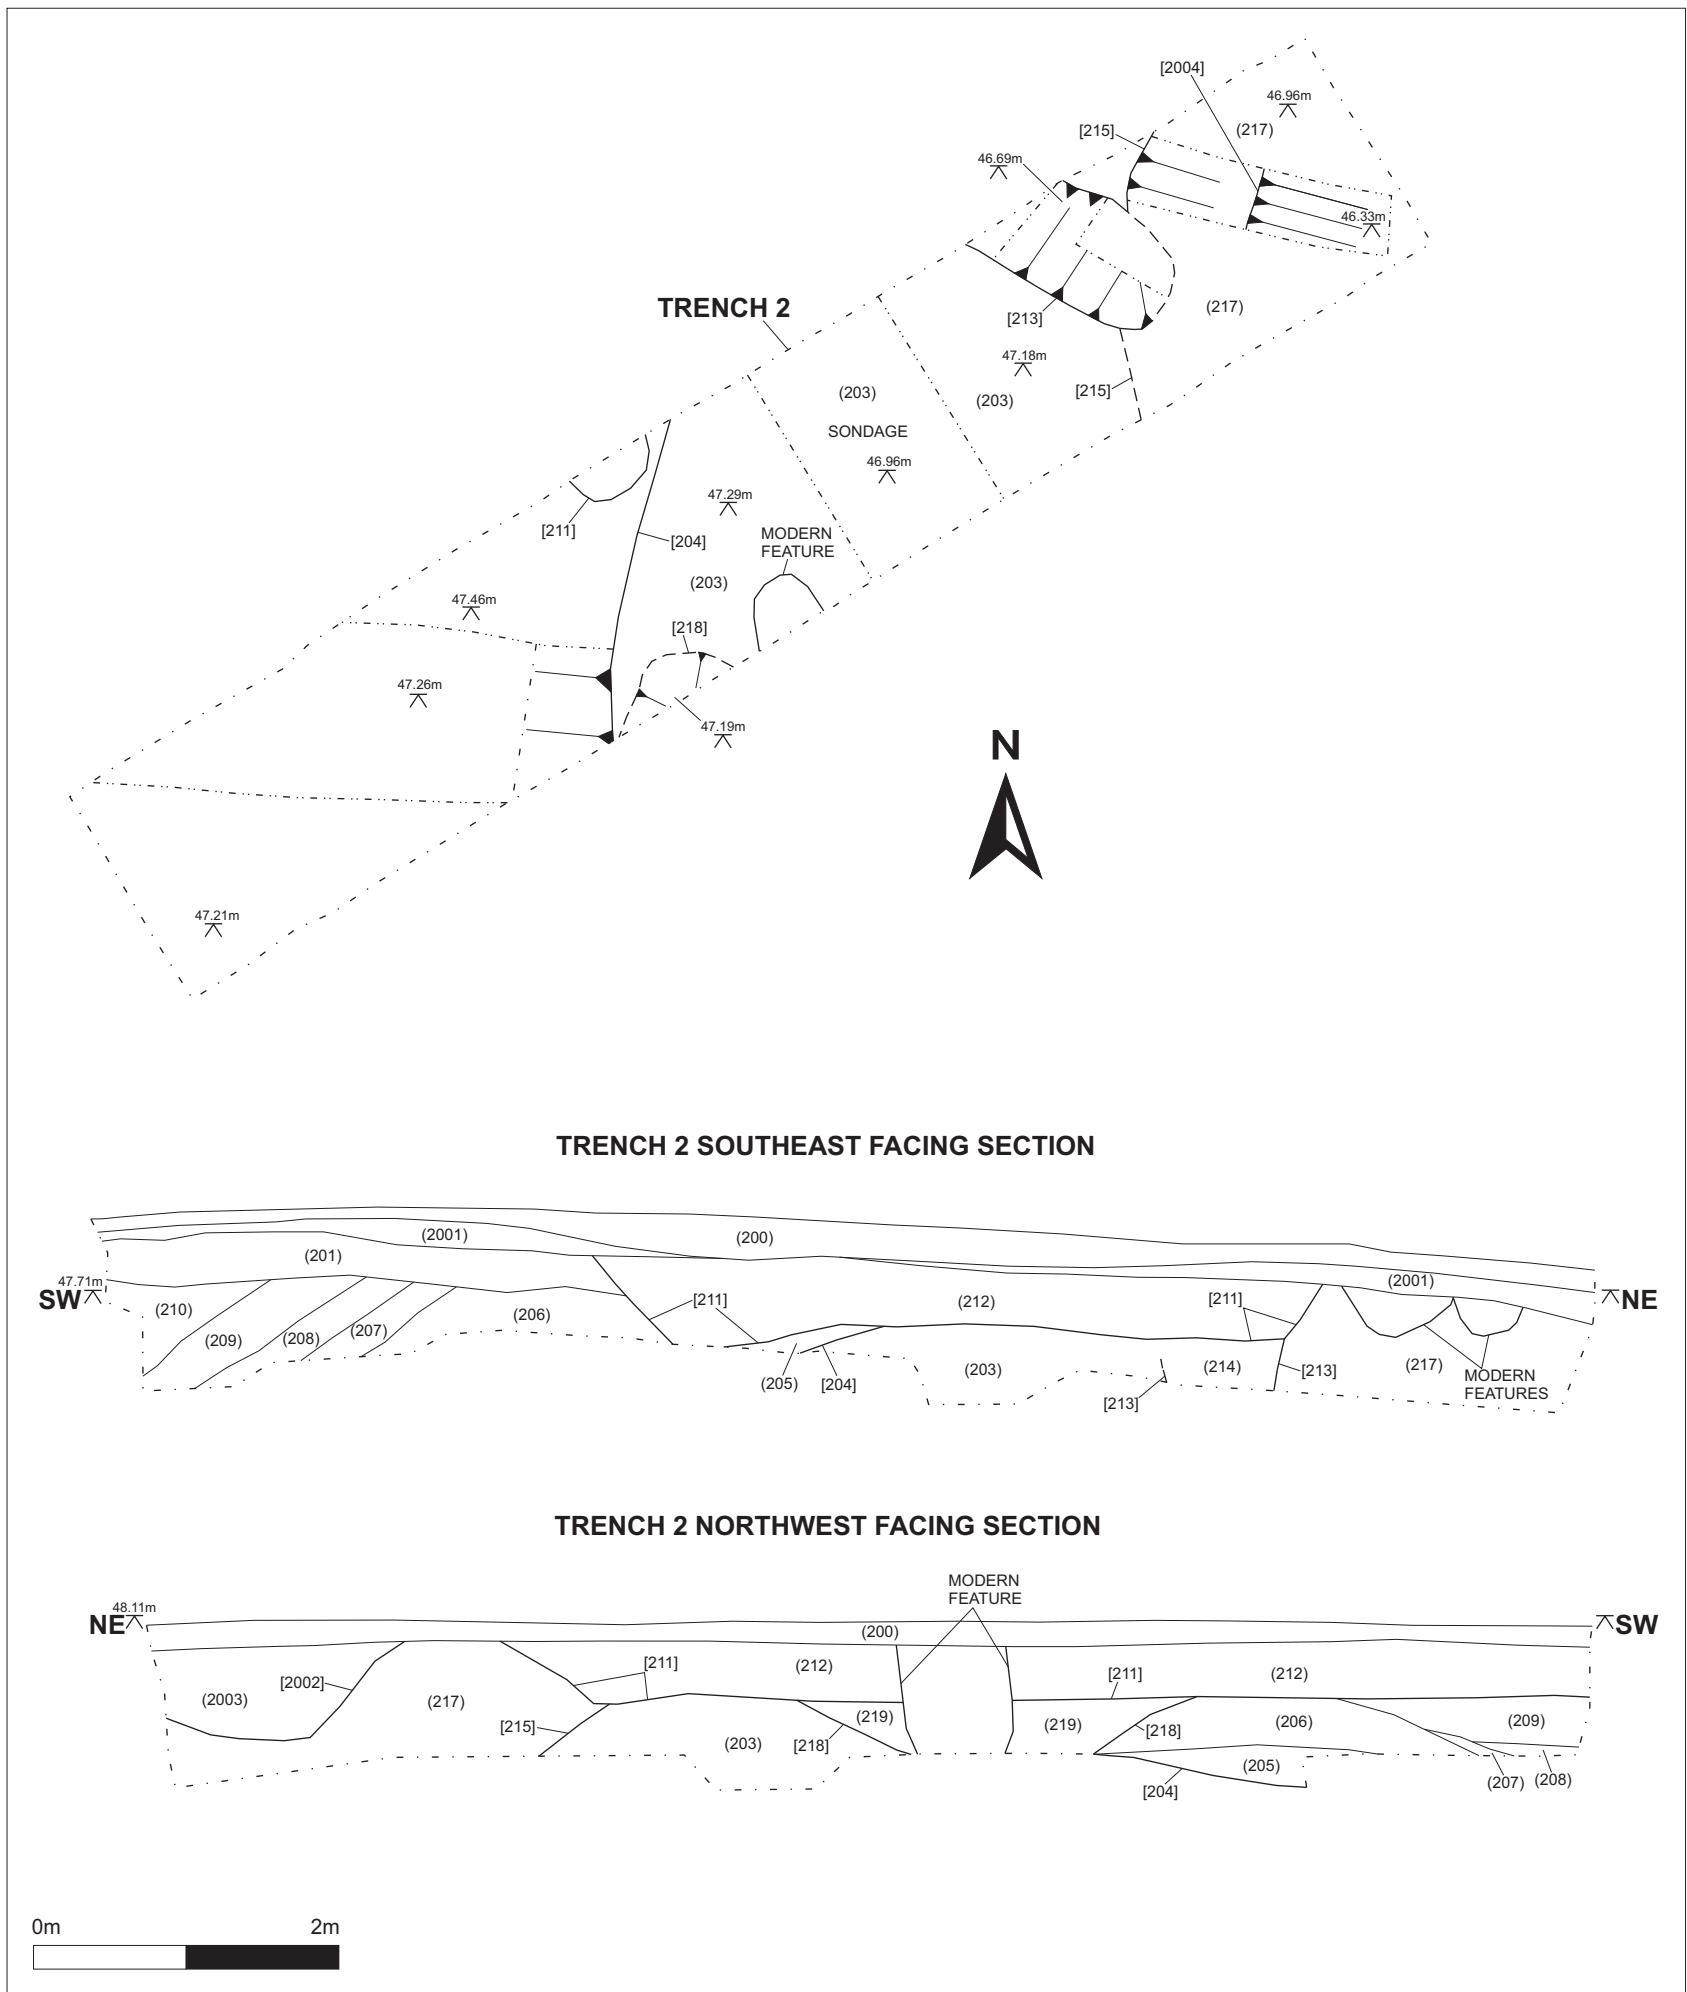 [2004]
46.96m
(217)
[215]
46.69m
46.33m
TRENCH 2
(217)
[213]
47.18m
[215]
(203)
(203)
SONDAGE
46.96m
47.29m
[211]
[204]
MODERN
FEATURE
(203)
47.46m
[218]
47.26m
47.19m
N
47.21m
TRENCH 2 SOUTHEAST FACING SECTION
(2001)
(200)
(201)
47.71m
SW
(2001)
NE
(210)
[211]
(212)
[211]
(209)
(208)
(207)
(206)
(205)
[204]
(203)
(214)
[213]
(217)
[213]
MODERN
FEATURES
TRENCH 2 NORTHWEST FACING SECTION
MODERN
FEATURE
48.11m
NE
SW
(200)
[211]
(212)
[211]
(212)
[2002]
(2003)
(217)
[215]
(203)
(219)
[218]
(219)
[218]
(206)
(209)
(205)
[204]
(207)
(208)
0m
2m